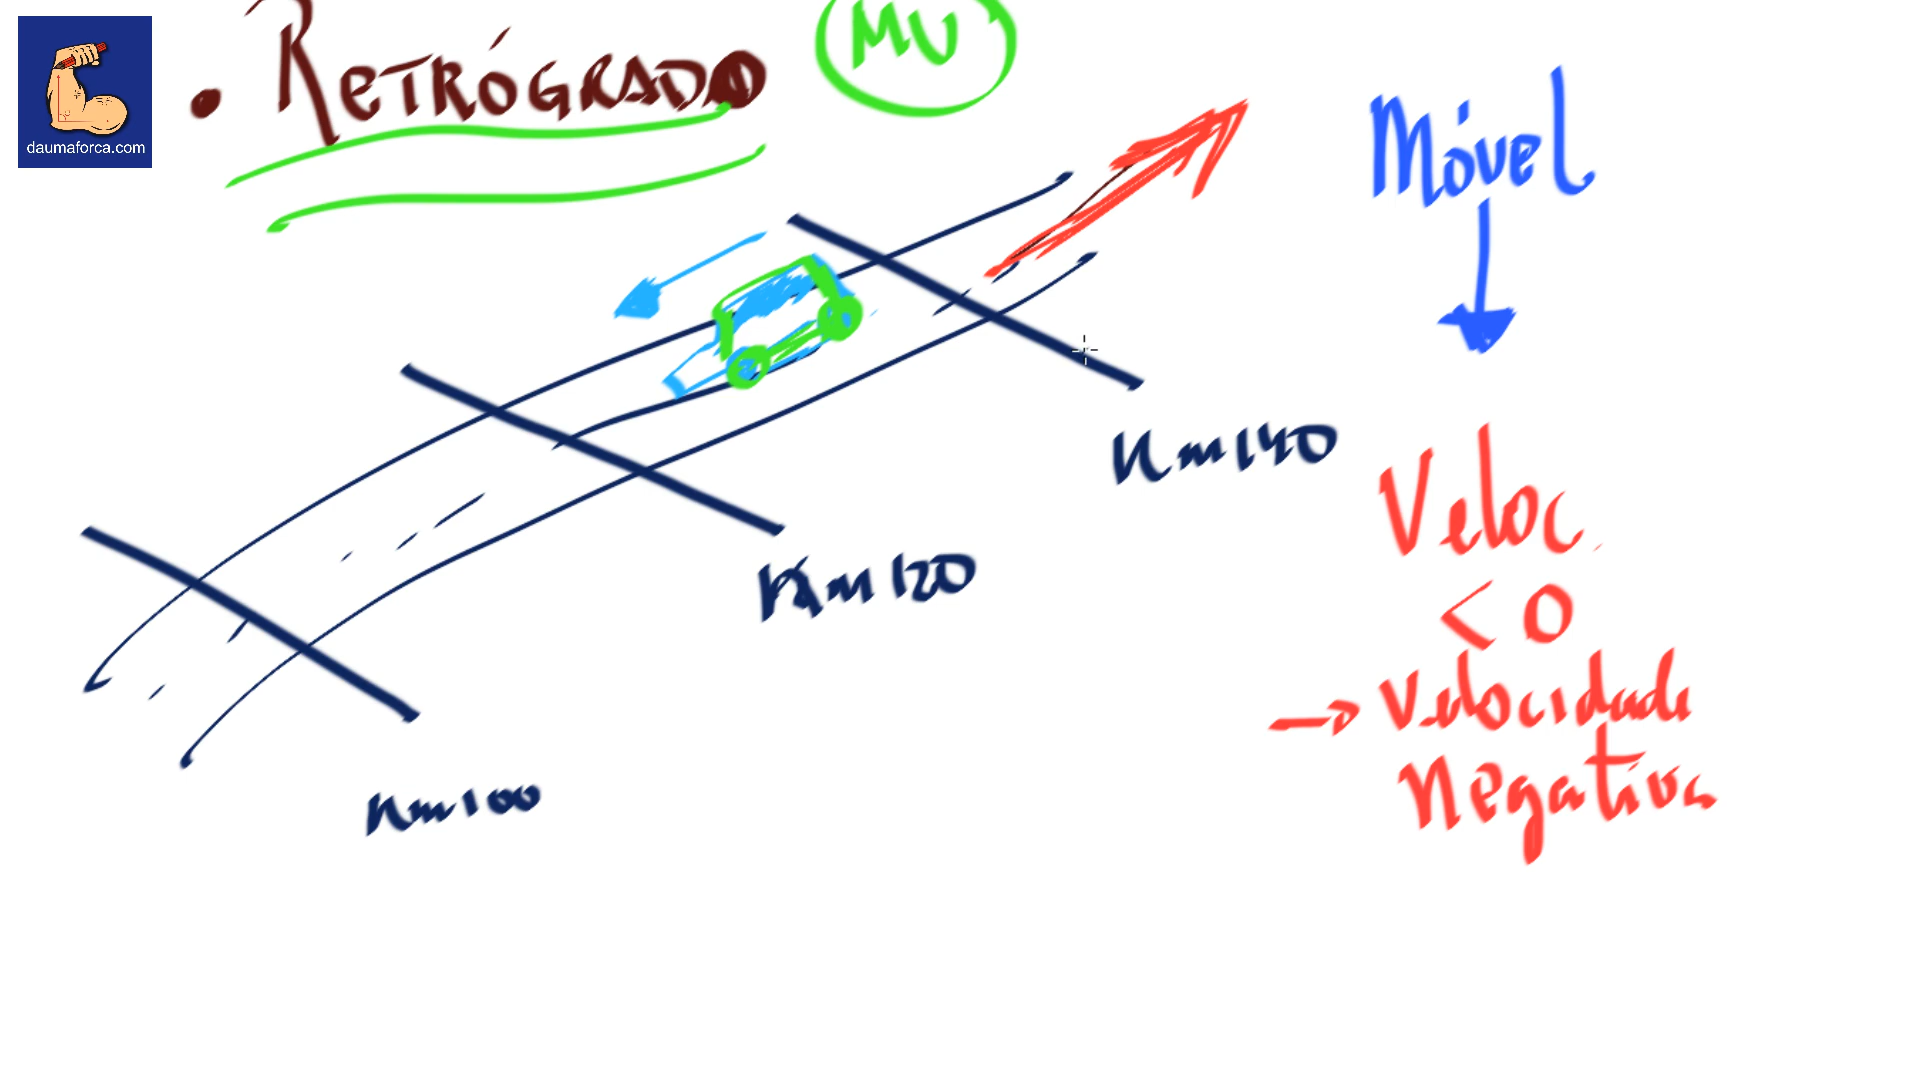 • RETRÓGRADO
MU
daumaforca.com
Móvel
Km 140
Km 120
Km 100
Veloc.
< 0
→ Velocidade
Negativa